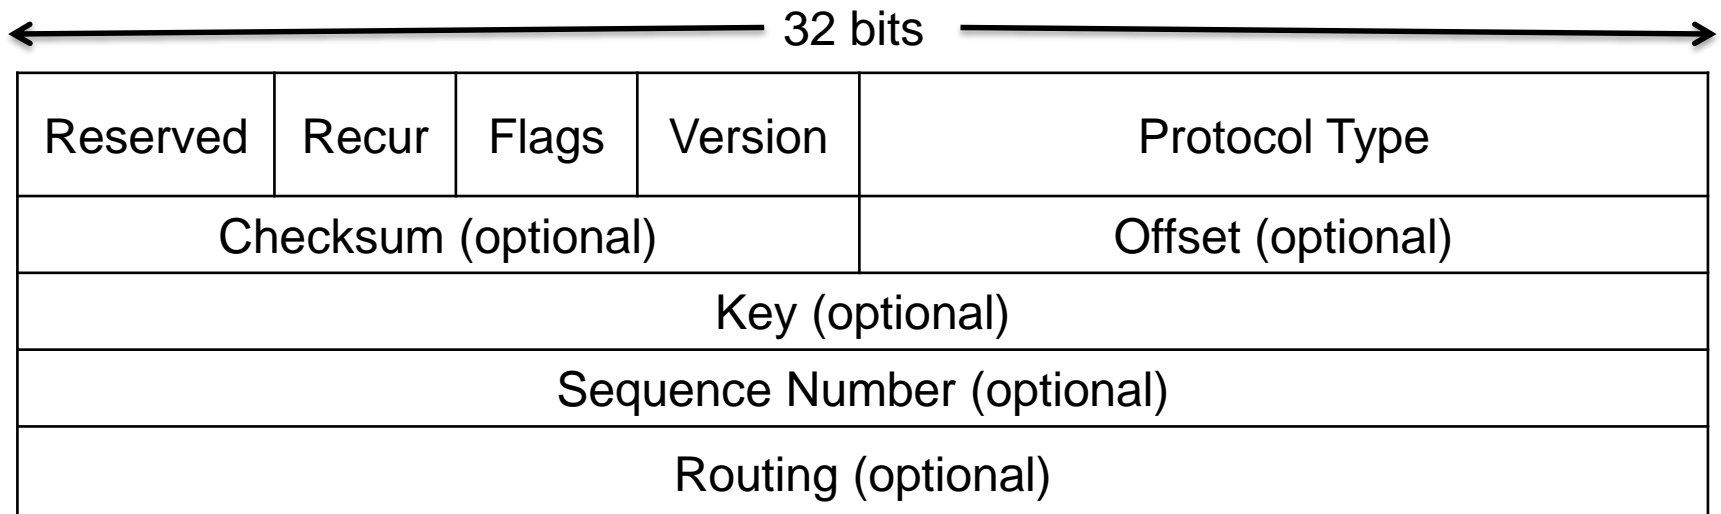 32 bits
Reserved Recur Flags Version Protocol Type
Checksum (optional) Offset (optional)
Key (optional)
Sequence Number (optional)
Routing (optional)